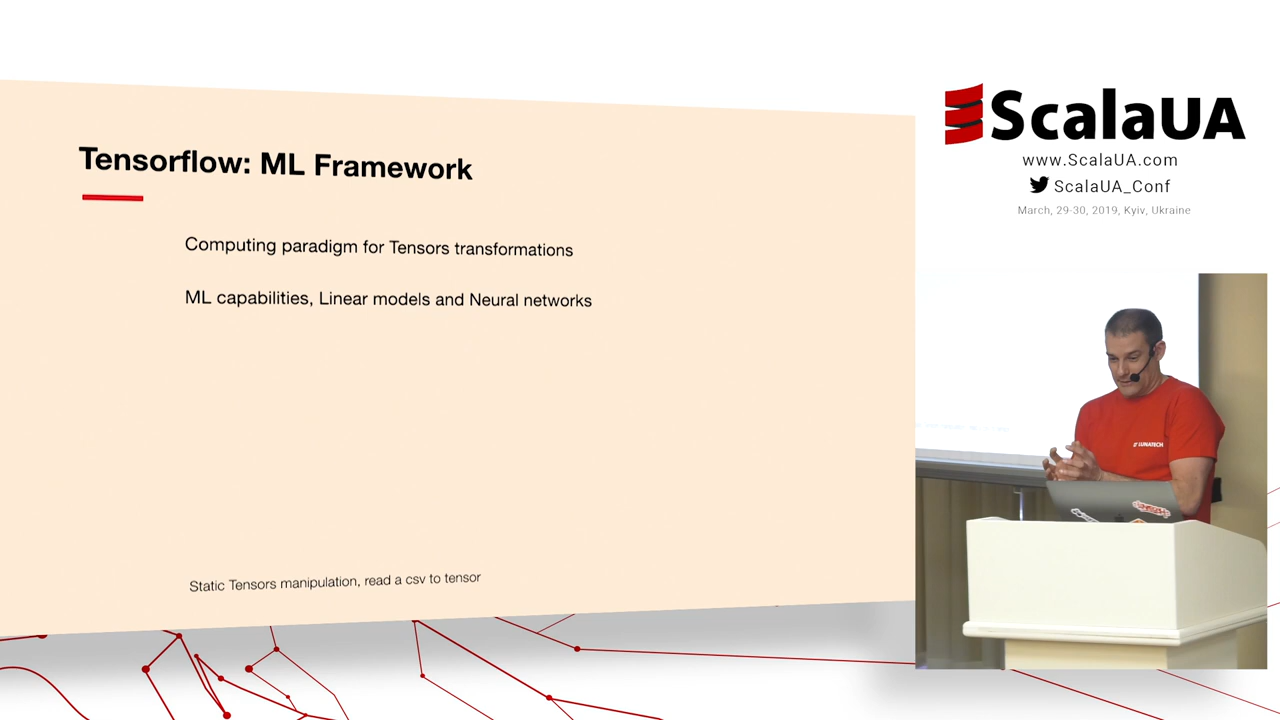 Tensorflow: ML Framework
Computing paradigm for Tensors transformations
ML capabilities, Linear models and Neural networks
Static Tensors manipulation, read a csv to tensor
ScalaUA
www.ScalaUA.com
ScalaUA_Conf
March, 29-30, 2019, Kyiv, Ukraine
LUNATECH